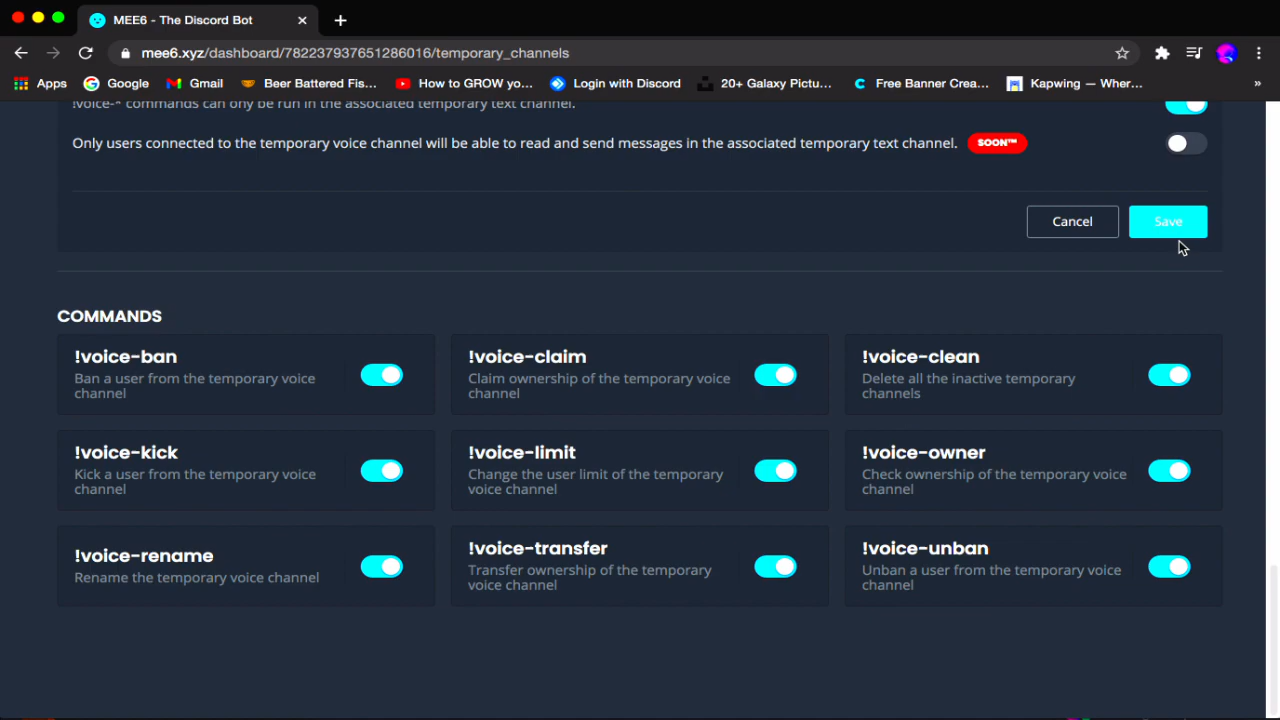 MEE6 - The Discord Bot
mee6.xyz/dashboard/782237937651286016/temporary_channels
Apps
Google
Gmail
Beer Battered Fis...
How i GROW yo...
Login with Discord
20+ Galaxy Pictu...
Free Banner Crea...
Kapwing — Wher...
!voice-* commands can only be run in the associated temporary text channel.
Only users connected to the temporary voice channel will be able to read and send messages in the associated temporary text channel. SOON™
Cancel
Save
COMMANDS
!voice-ban
Ban a user from the temporary voice
channel
!voice-claim
Claim ownership of the temporary voice
channel
!voice-clean
Delete all the inactive temporary
channels
!voice-kick
Kick a user from the temporary voice
channel
!voice-limit
Change the user limit of the temporary
voice channel
!voice-owner
Check ownership of the temporary voice
channel
!voice-rename
Rename the temporary voice channel
!voice-transfer
Transfer ownership of the temporary
voice channel
!voice-unban
Unban a user from the temporary voice
channel